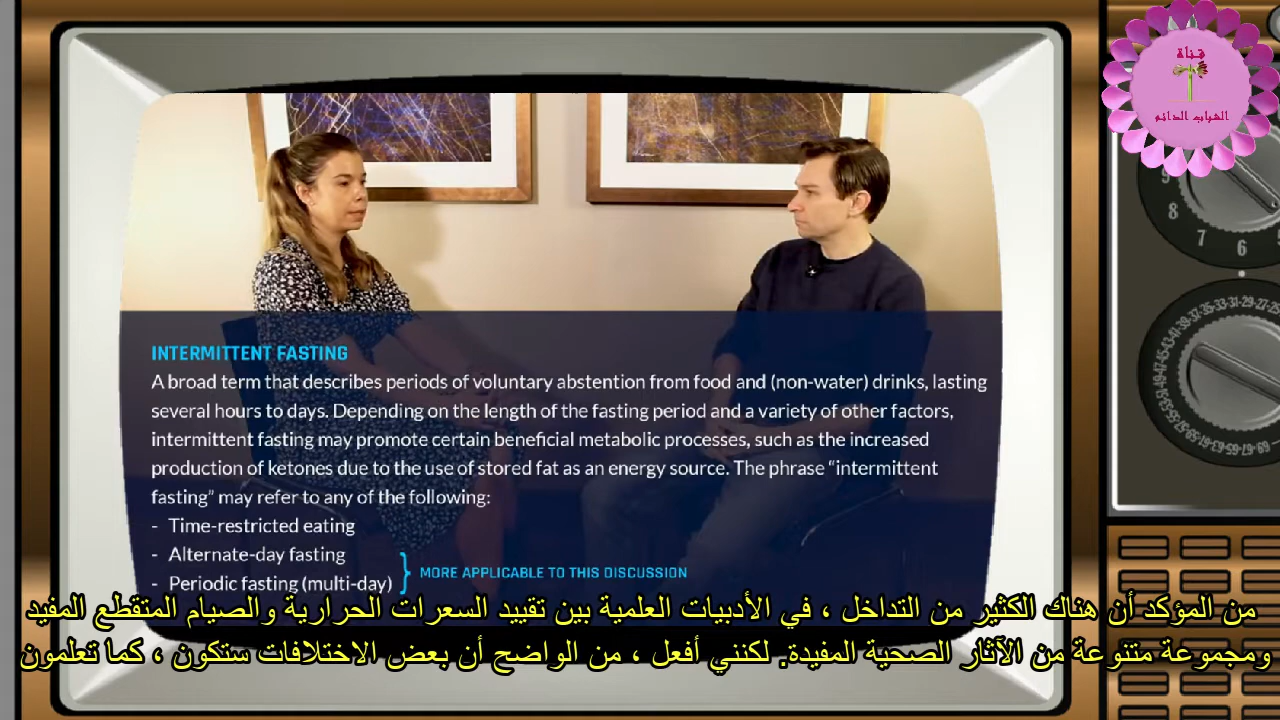 قناة
الشباب الدائم
INTERMITTENT FASTING
A broad term that describes periods of voluntary abstention from food and (non-water) drinks, lasting
several hours to days. Depending on the length of the fasting period and a variety of other factors,
intermittent fasting may promote certain beneficial metabolic processes, such as the increased
production of ketones due to the use of stored fat as an energy source. The phrase “intermittent
fasting” may refer to any of the following:
- Time-restricted eating
- Alternate-day fasting
- Periodic fasting (multi-day)
MORE APPLICABLE TO THIS DISCUSSION
من المؤكد أن هناك الكثير من التداخل ، في الأدبيات العلمية بين تقييد السعرات الحرارية والصيام المتقطع المفيد
ومجموعة متنوعة من الآثار الصحية المفيدة. لكنني أفعل ، من الواضح أن بعض الاختلافات ستكون ، كما تعلمون
8
7
6